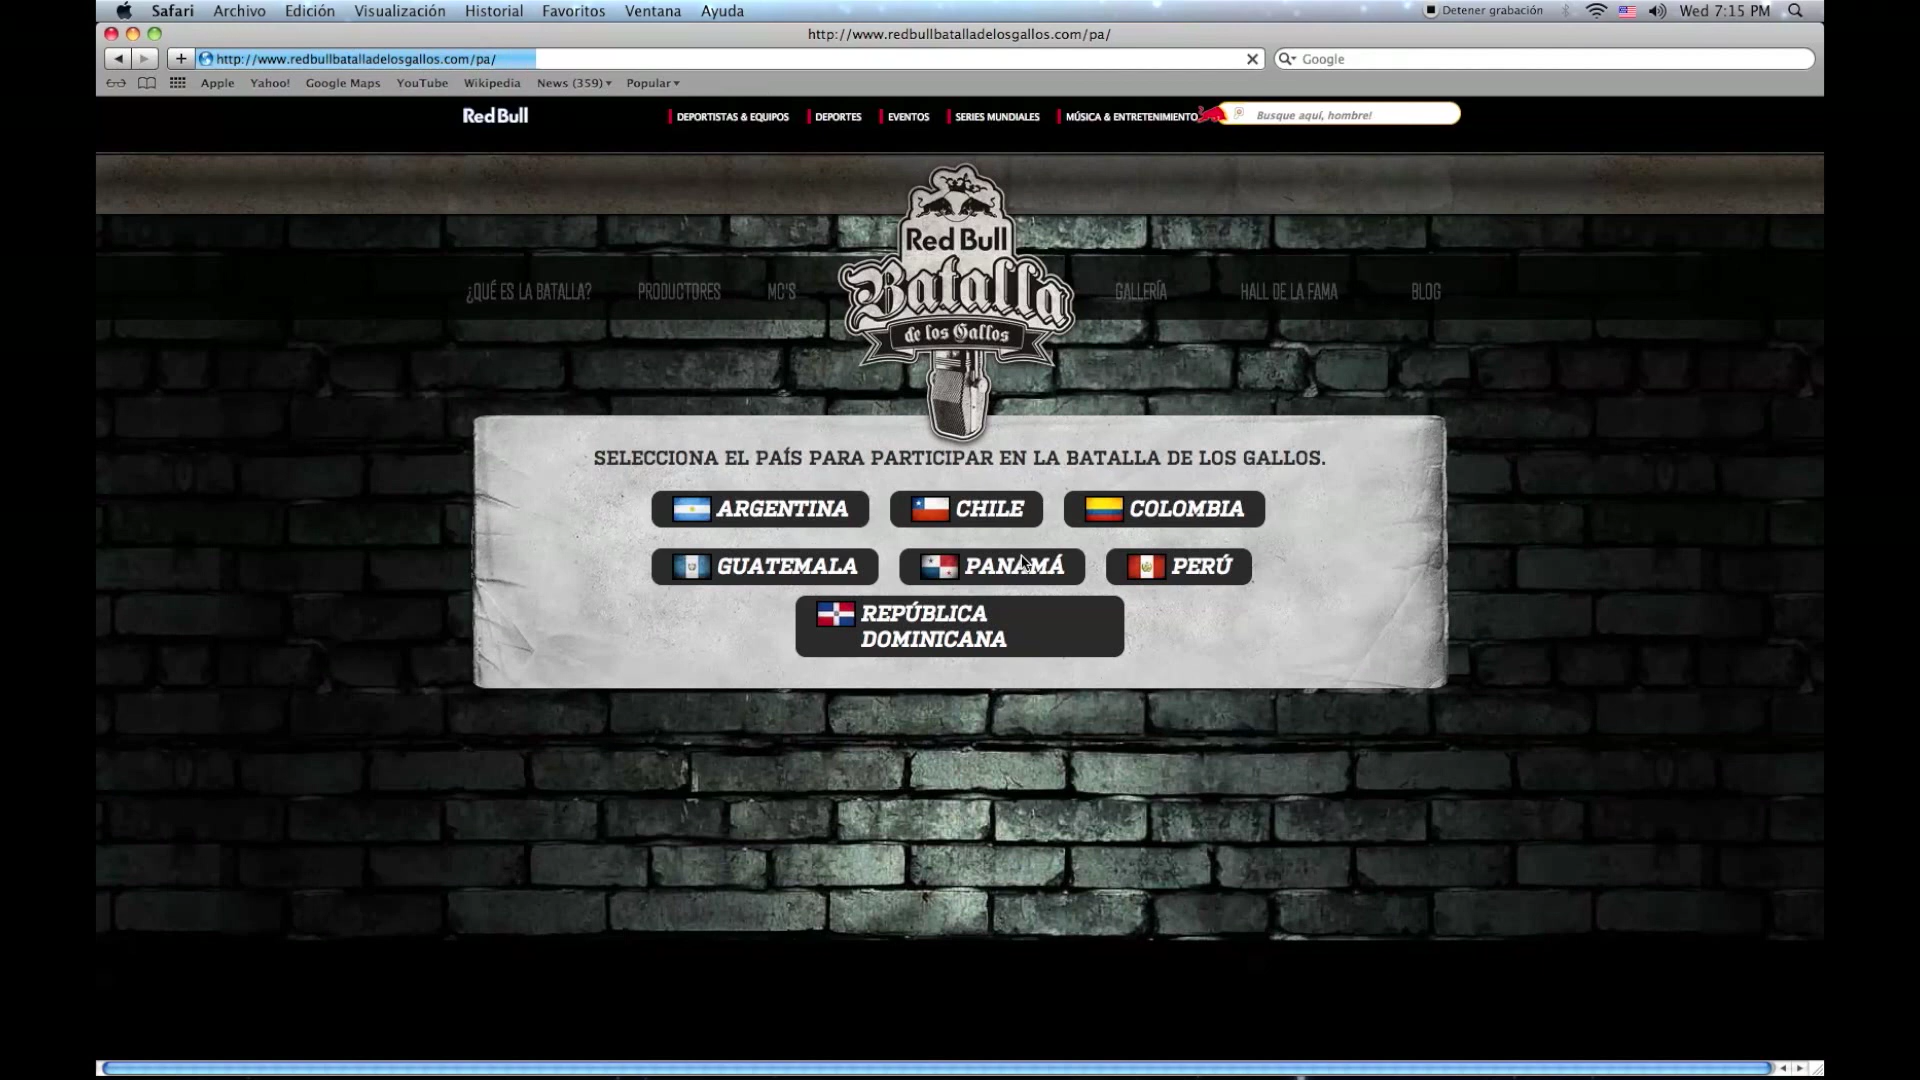 Safari Archivo Edición Visualización Historial Favoritos Ventana Ayuda Detener grabación Wed 7:15 PM
http://www.redbullbatalladelosgallos.com/pa/
http://www.redbullbatalladelosgallos.com/pa/ Google
Apple Yahoo! Google Maps YouTube Wikipedia News (359) Popular
Red Bull DEPORTISTAS & EQUIPOS DEPORTES EVENTOS SERIES MUNDIALES MÚSICA & ENTRETENIMIENTO Busque aquí, hombre!
Red Bull
Batalla
de los Gallos
¿QUÉ ES LA BATALLA? PRODUCTORES MC'S GALLERÍA HALL DE LA FAMA BLOG
SELECCIONA EL PAÍS PARA PARTICIPAR EN LA BATALLA DE LOS GALLOS.
ARGENTINA CHILE COLOMBIA
GUATEMALA PANAMÁ PERÚ
REPÚBLICA
DOMINICANA